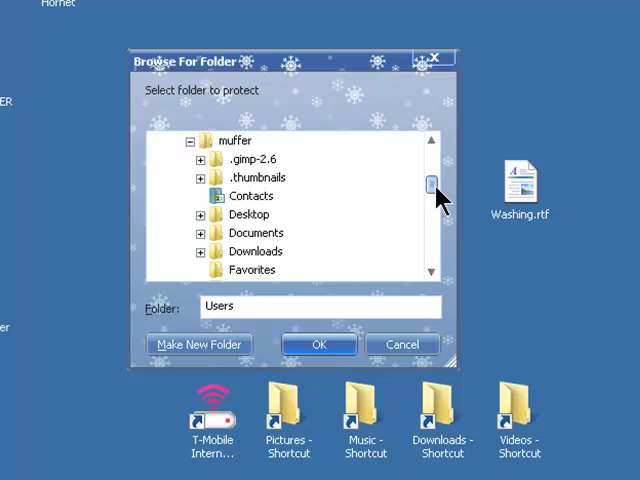 Hornet
Browse For Folder
X
Select folder to protect
ER
muffer
.gimp-2.6
.thumbnails
Contacts
Desktop
Documents
Downloads
Favorites
Washing.rtf
Folder:
Users
er
Make New Folder
OK
Cancel
T-Mobile
Intern...
Pictures -
Shortcut
Music -
Shortcut
Downloads -
Shortcut
Videos -
Shortcut